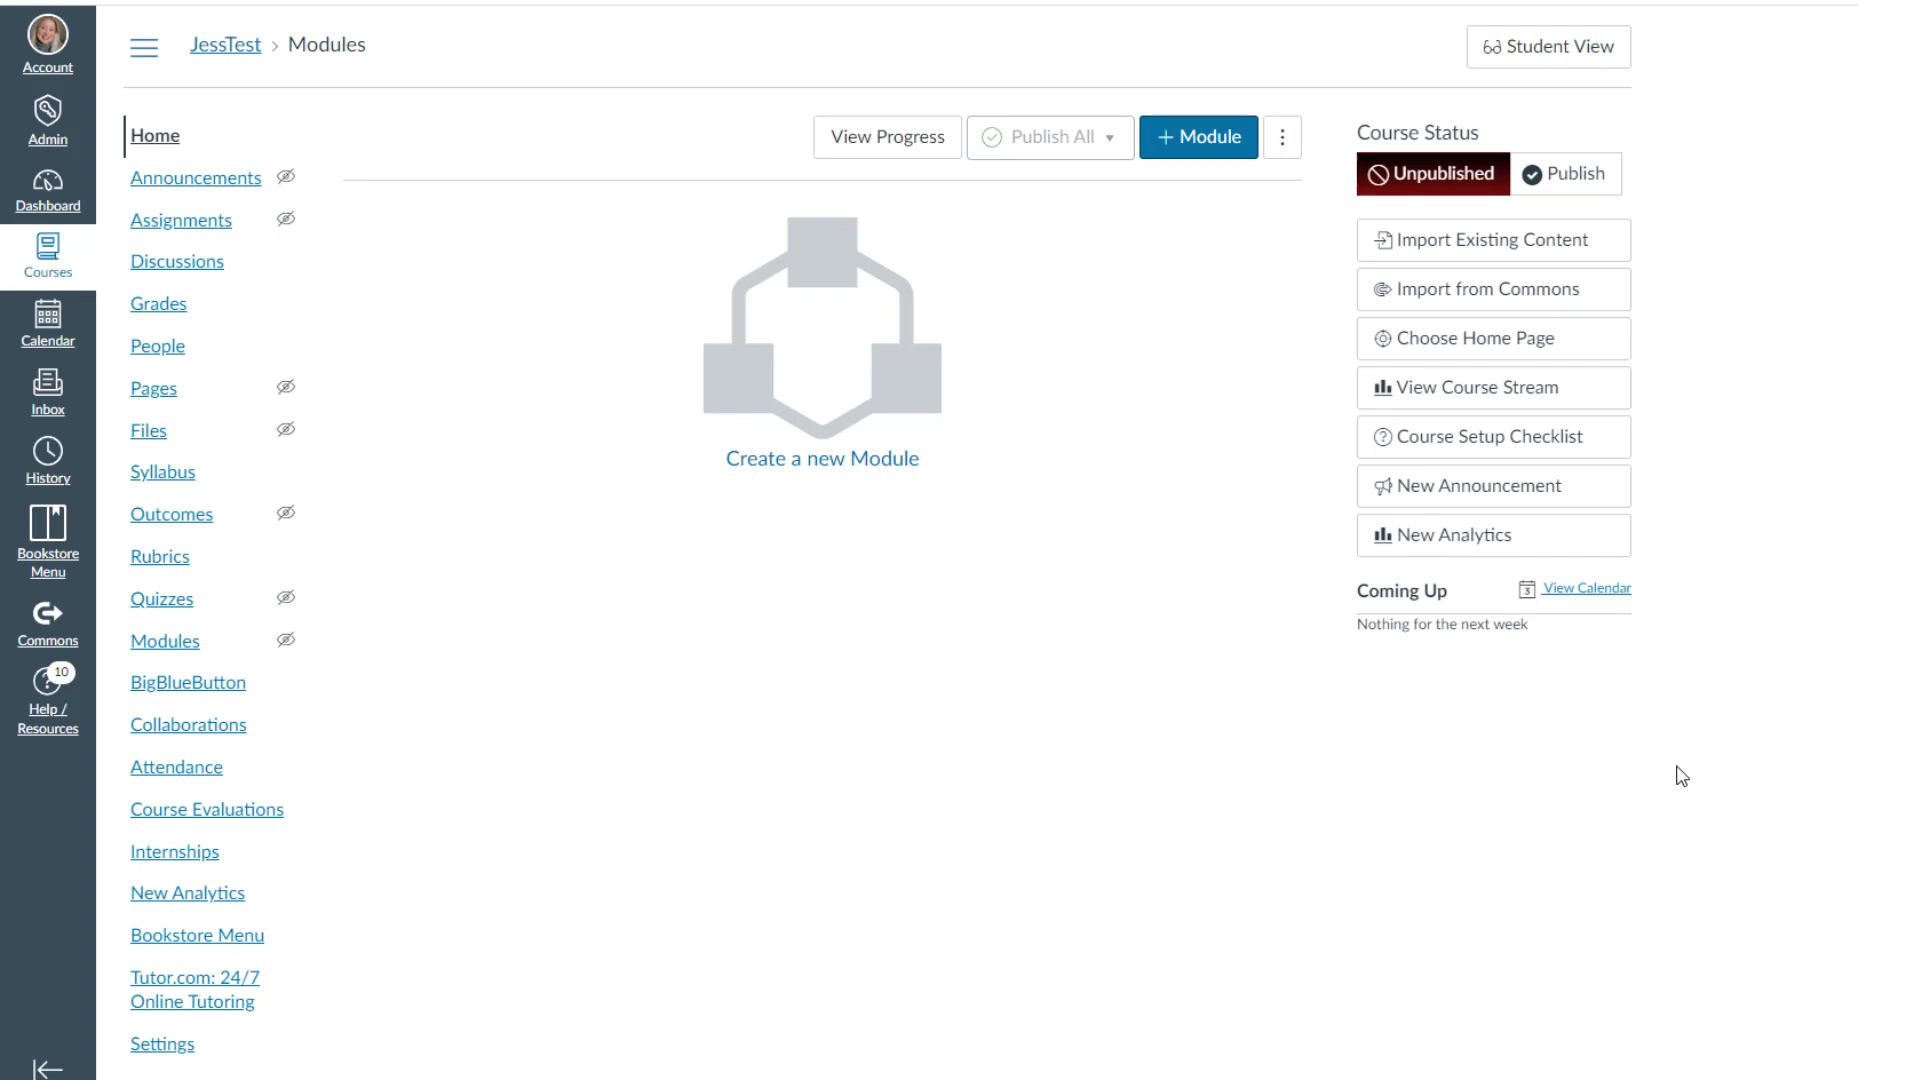 Account
Admin
Dashboard
Courses
Calendar
Inbox
History
Bookstore
Menu
Commons
10
Help /
Resources
JessTest › Modules
Student View
Home
Announcements
Assignments
Discussions
Grades
People
Pages
Files
Syllabus
Outcomes
Rubrics
Quizzes
Modules
BigBlueButton
Collaborations
Attendance
Course Evaluations
Internships
New Analytics
Bookstore Menu
Tutor.com: 24/7
Online Tutoring
Settings
View Progress
Publish All
+ Module
Create a new Module
Course Status
Unpublished
Publish
Import Existing Content
Import from Commons
Choose Home Page
View Course Stream
Course Setup Checklist
New Announcement
New Analytics
Coming Up
3 View Calendar
Nothing for the next week